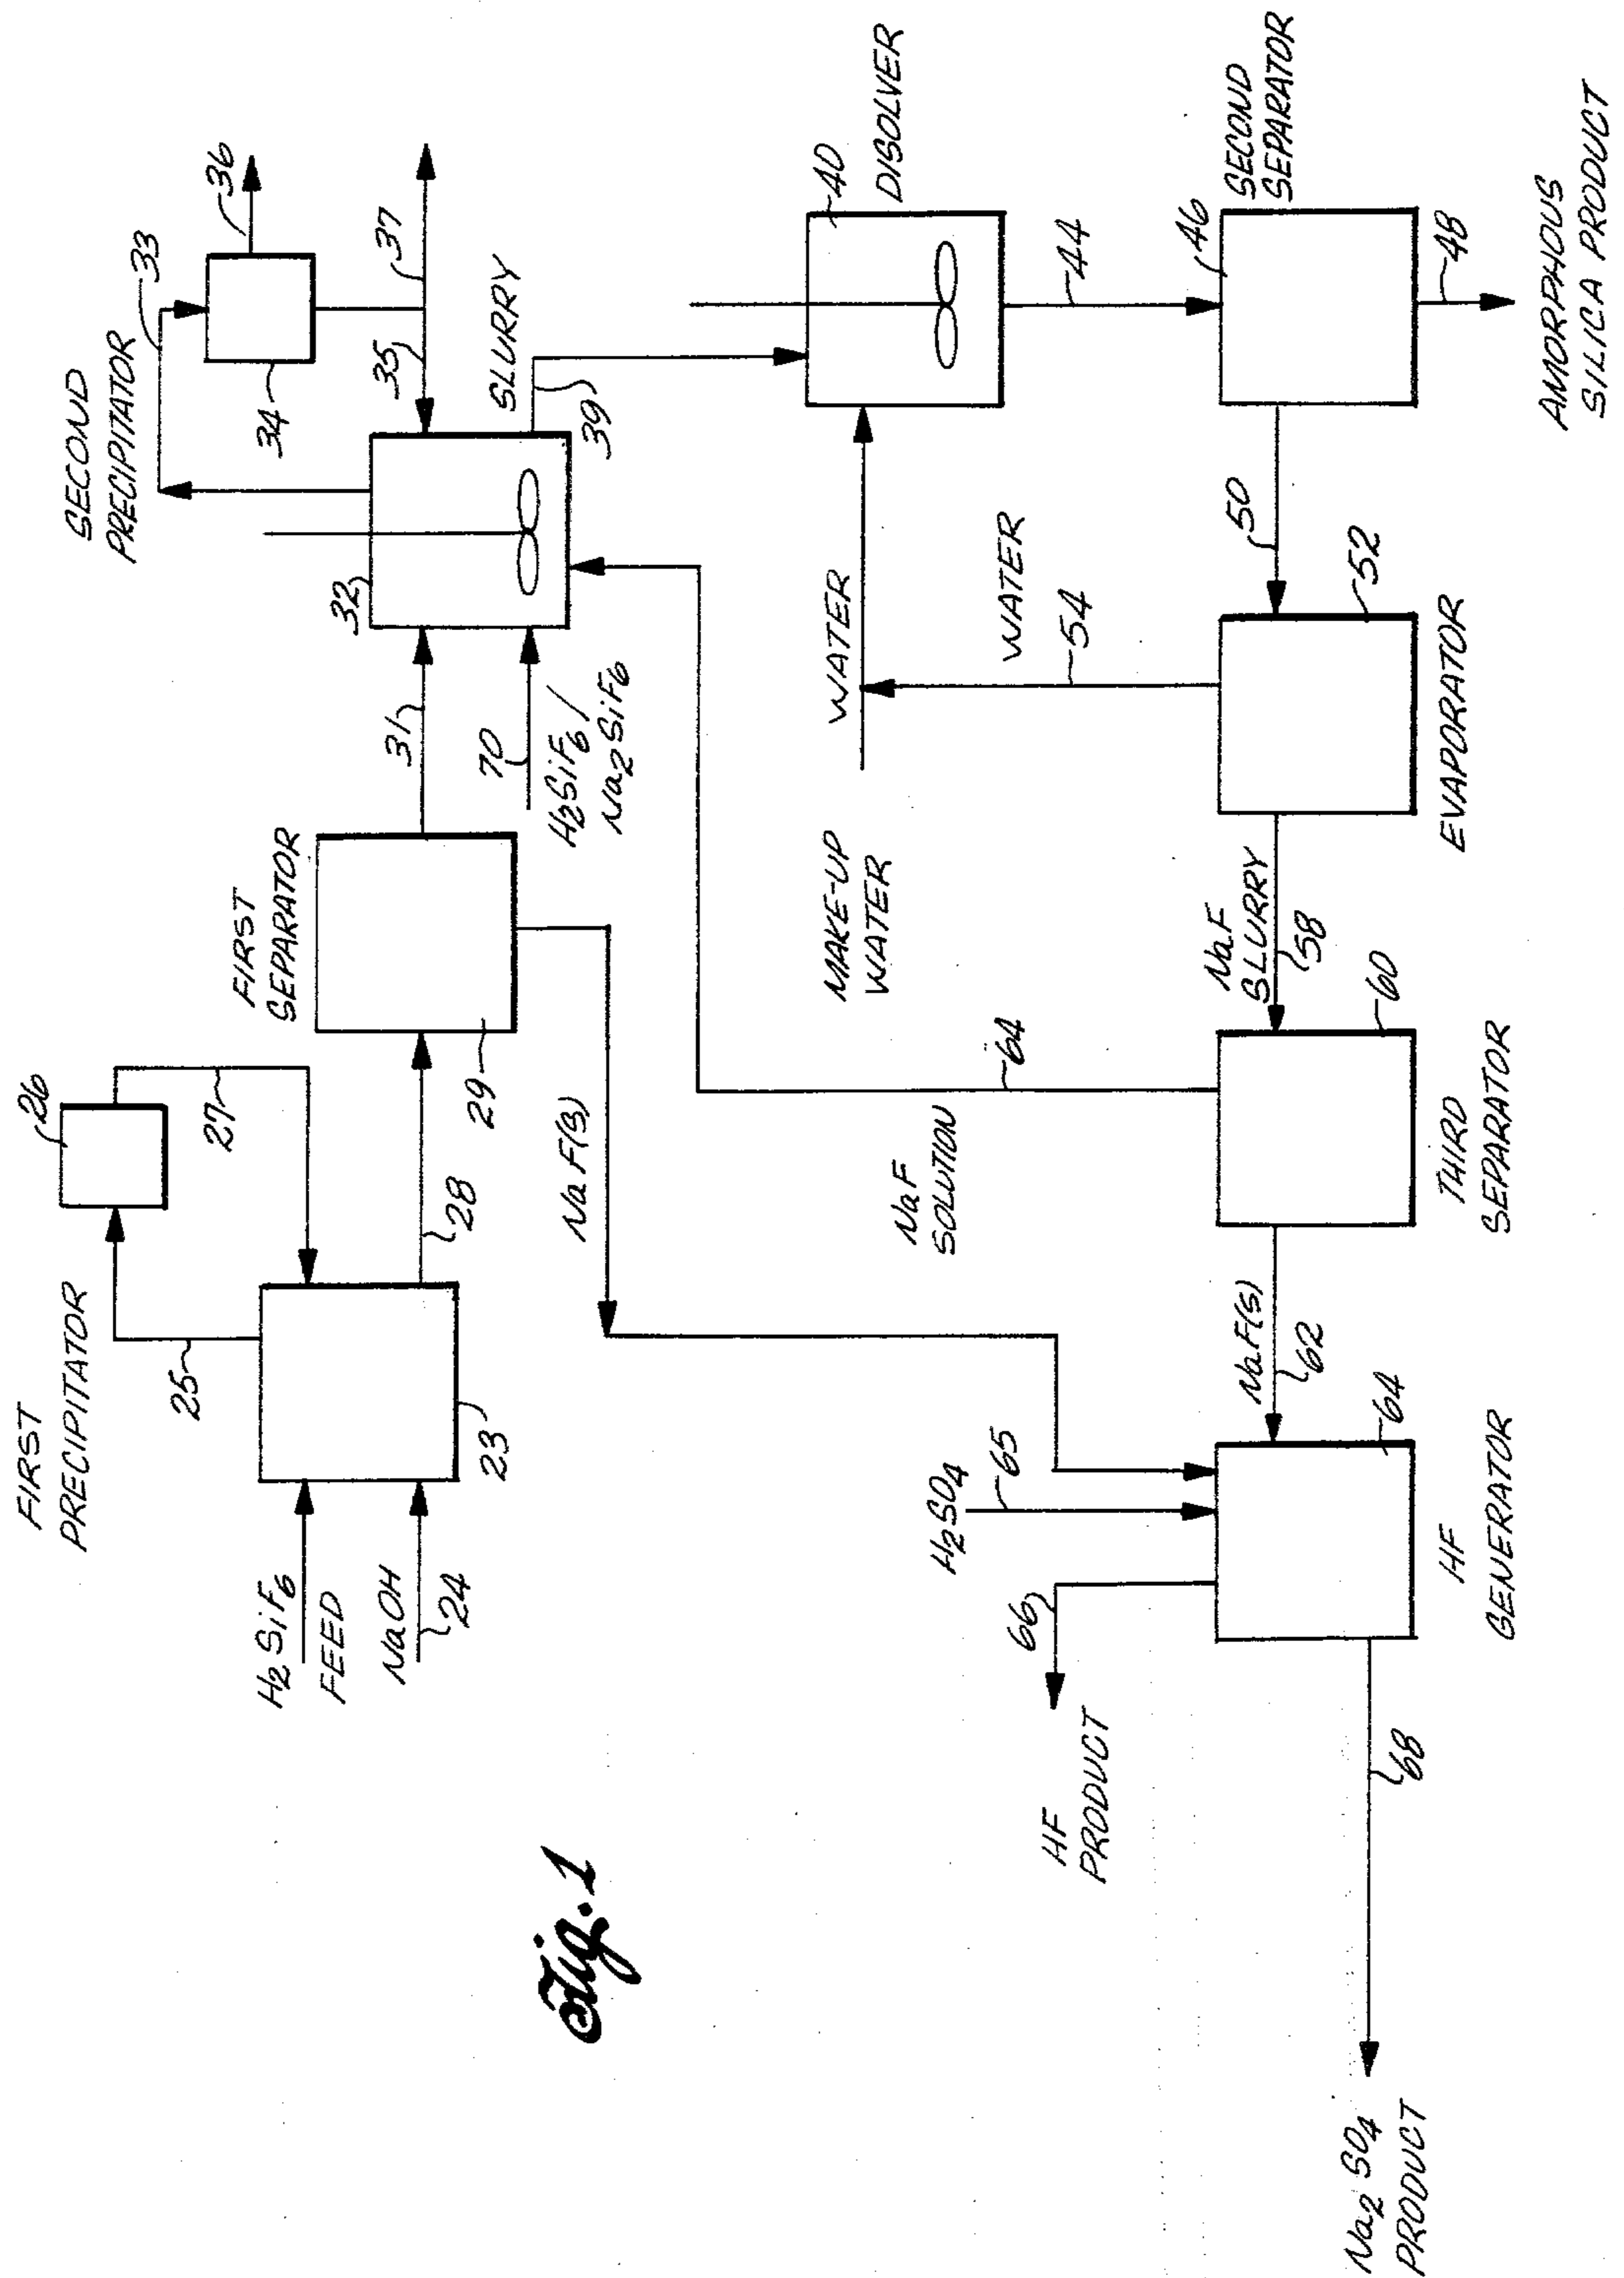 FIRST
PRECIPITATOR
26
25
27
H2SiF6
FEED
NaOH
24
23
28
FIRST
SEPARATOR
29
NaF(s)
31
70
H2SiF6/
Na2SiF6
SECOND
PRECIPITATOR
32
33
34
35
36
37
SLURRY
39
40
DISOLVER
WATER
WATER
54
MAKE-UP
WATER
44
SECOND
SEPARATOR
46
48
AMORPHOUS
SILICA PRODUCT
50
52
EVAPORATOR
NaF
SLURRY
58
60
THIRD
SEPARATOR
64
NaF
SOLUTION
NaF(s)
62
64
HF
GENERATOR
H2SO4
65
66
HF
PRODUCT
68
Na2SO4
PRODUCT
Fig. 1